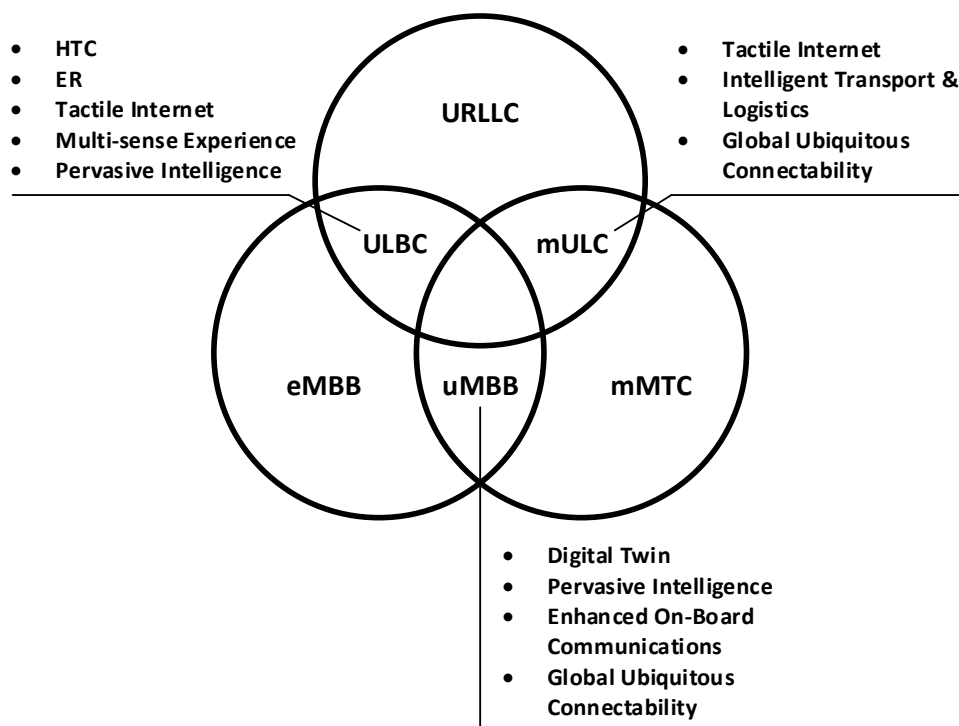 • HTC
• ER
• Tactile Internet
• Multi-sense Experience
• Pervasive Intelligence
• Tactile Internet
• Intelligent Transport &
Logistics
• Global Ubiquitous
Connectability
URLLC
ULBC
mULC
eMBB
uMBB
mMTC
• Digital Twin
• Pervasive Intelligence
• Enhanced On-Board
Communications
• Global Ubiquitous
Connectability